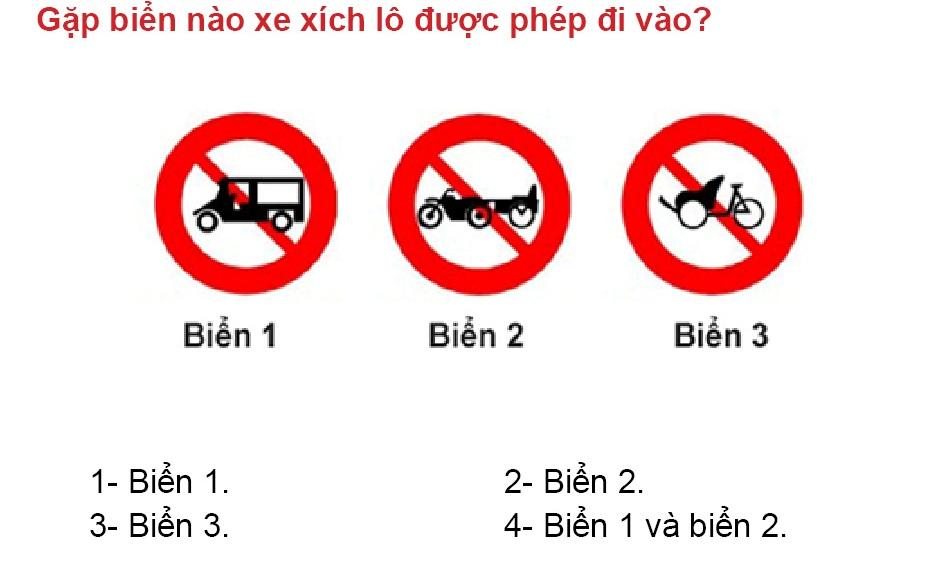 Gặp biển nào xe xích lô được phép đi vào?
Biển 1 Biển 2 Biển 3
1- Biển 1. 2- Biển 2.
3- Biển 3. 4- Biển 1 và biển 2.